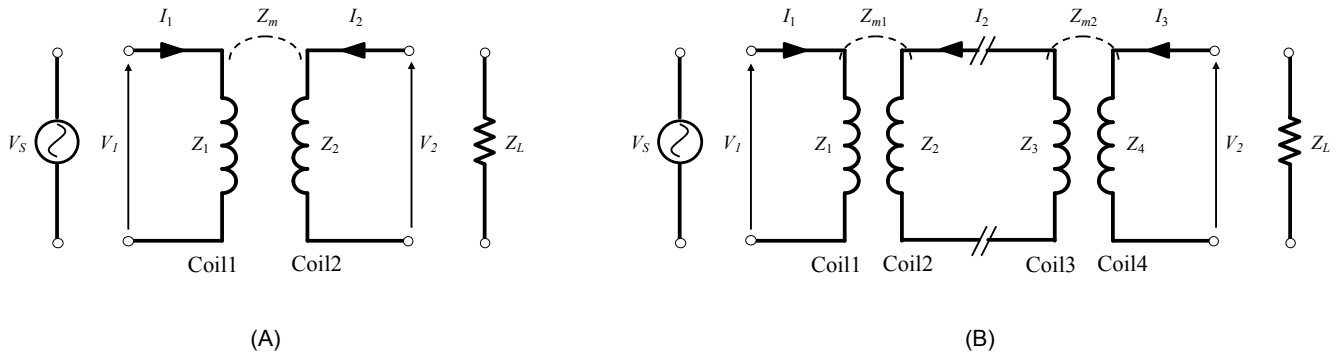 I1 Zm I2
VS V1 Z1 Z2 V2 ZL
Coil1 Coil2
(A)
I1 Zm1 I2 Zm2 I3
VS V1 Z1 Z2 Z3 Z4 V2 ZL
Coil1 Coil2 Coil3 Coil4
(B)